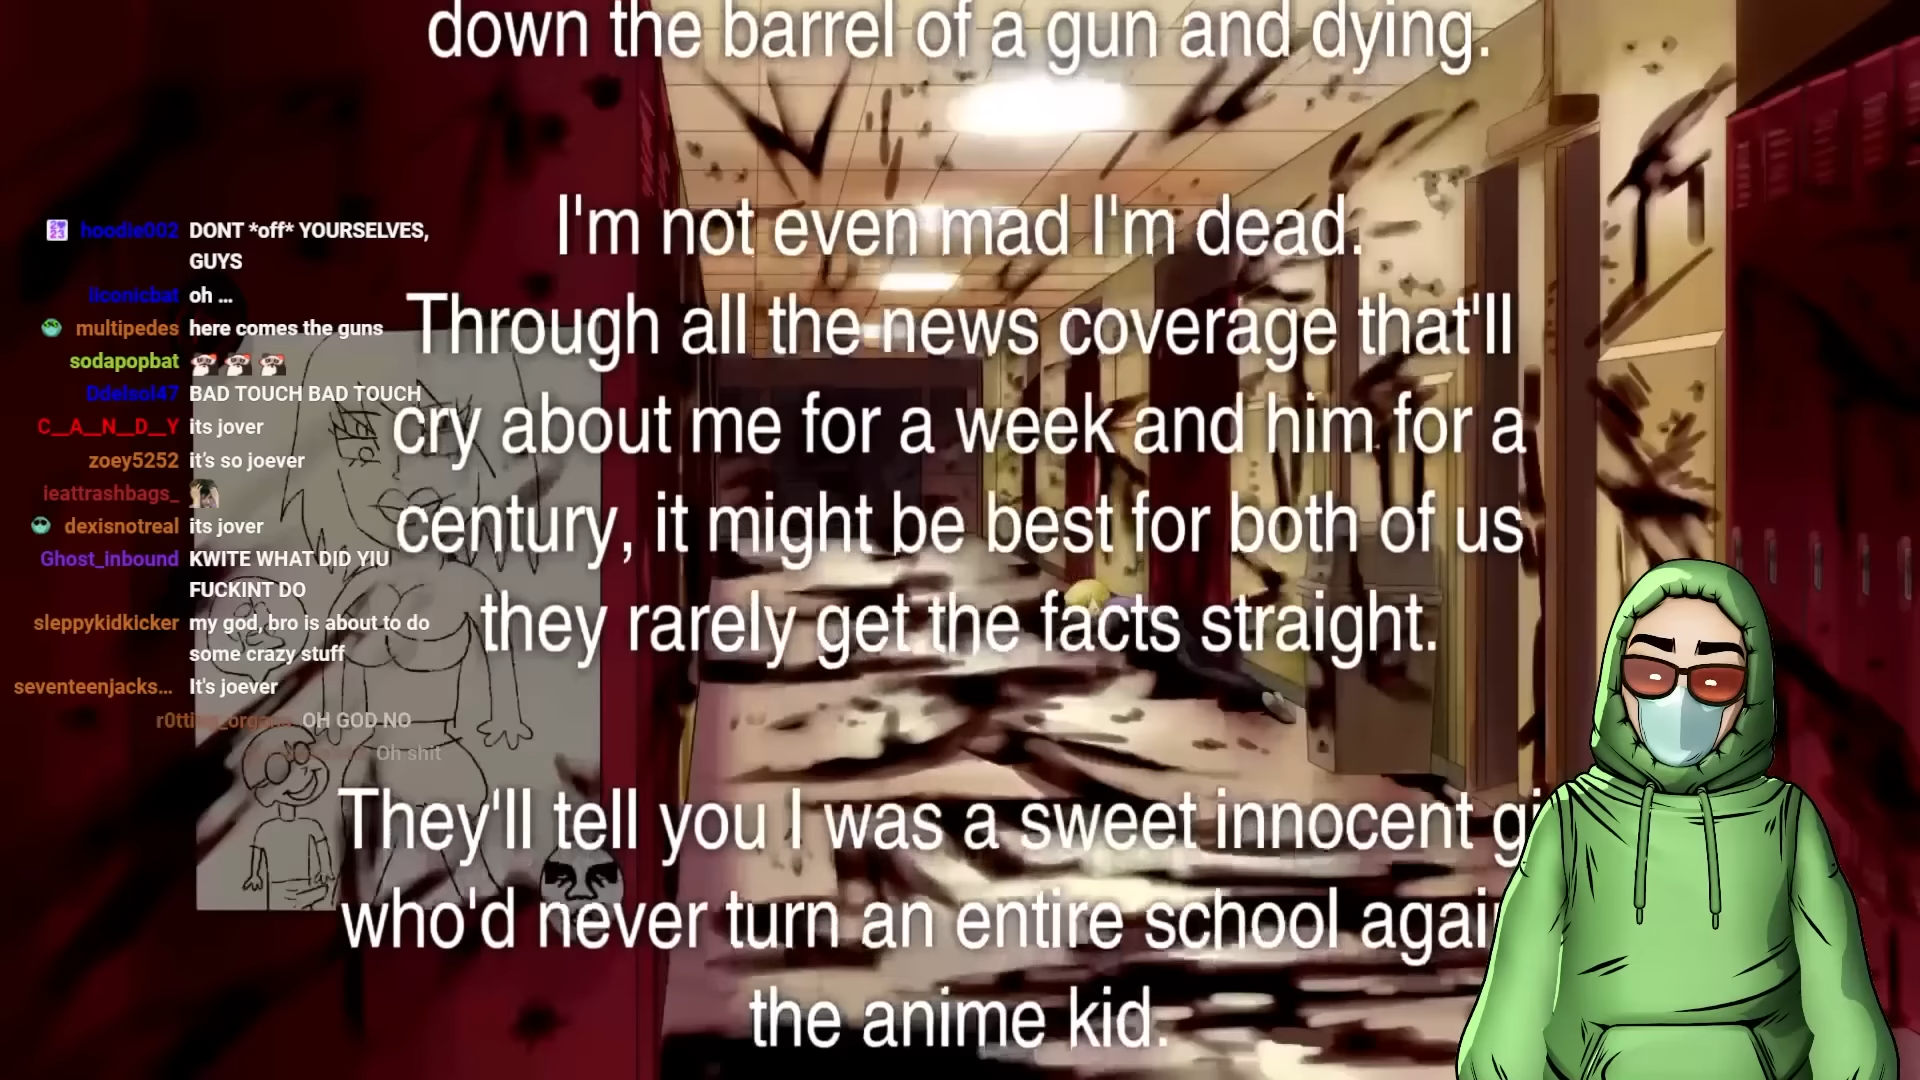 down the barrel of a gun and dying.
I'm not even mad I'm dead.
Through all the news coverage that'll
cry about me for a week and him for a
century, it might be best for both of us
they rarely get the facts straight.
They'll tell you I was a sweet innocent gi
who'd never turn an entire school again
the anime kid.
hoodie002 DONT *off* YOURSELVES,
GUYS
liconicbat oh ...
multipedes here comes the guns
sodapopbat
Ddelsol47 BAD TOUCH BAD TOUCH
C__A__N__D__Y its jover
zoey5252 it's so joever
ieattrashbags_
dexisnotreal its jover
Ghost_inbound KWITE WHAT DID YIU
FUCKINT DO
sleppykidkicker my god, bro is about to do
some crazy stuff
seventeenjacks... It's joever
OH GOD NO
Oh shit